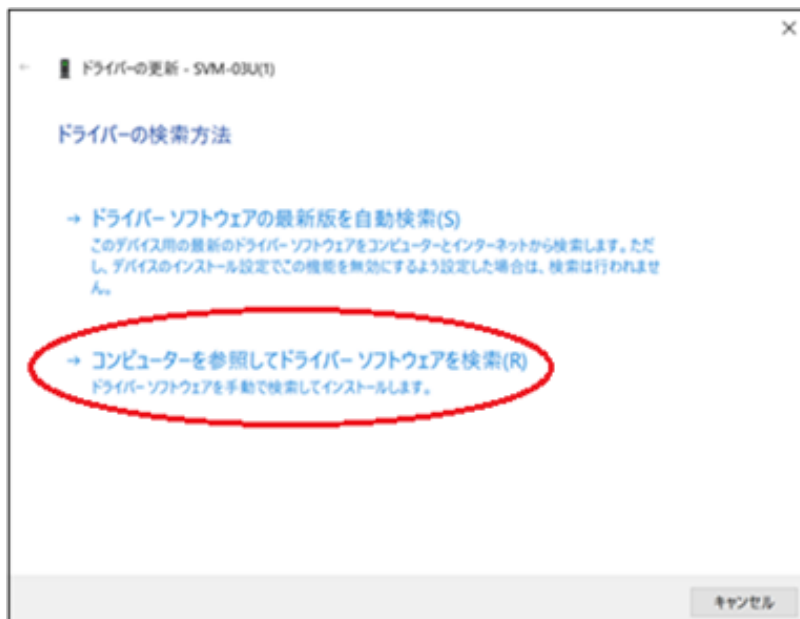 ドライバーの更新 - SVM-03U(1)
ドライバーの検索方法
→ ドライバー ソフトウェアの最新版を自動検索(S)
このデバイス用の最新のドライバー ソフトウェアをコンピューターとインターネットから検索します。ただ
し、デバイスのインストール設定でこの機能を無効にするよう設定した場合は、検索は行われませ
ん。
→ コンピューターを参照してドライバー ソフトウェアを検索(R)
ドライバー ソフトウェアを手動で検索してインストールします。
キャンセル